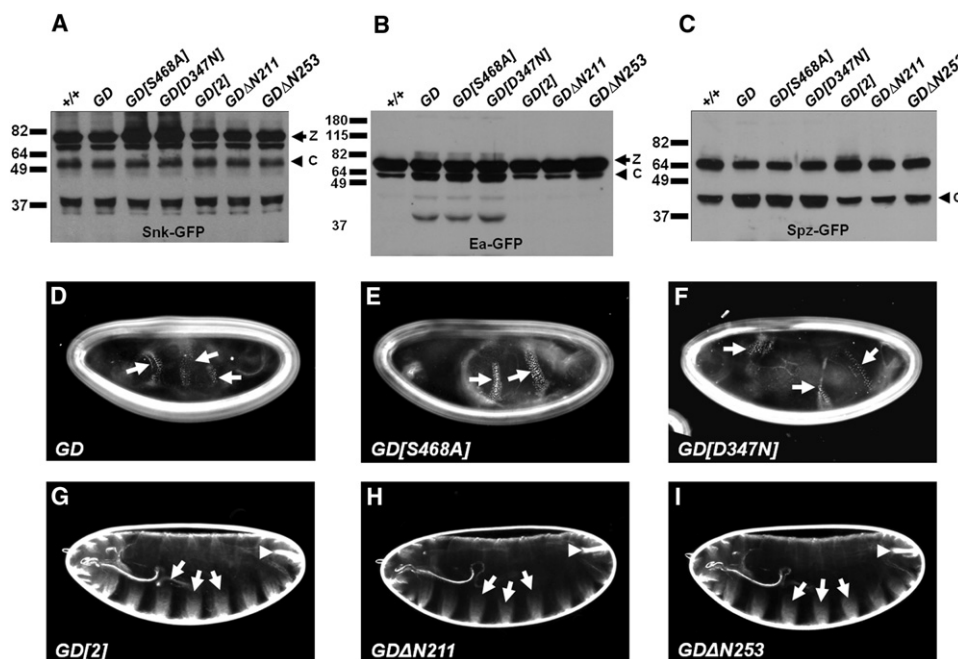 A
+/+ GD GD[S468A] GD[D347N] GD[2] GDΔN211 GDΔN253
82
64
49
37
Z
C
Snk-GFP
B
+/+ GD GD[S468A] GD[D347N] GD[2] GDΔN211 GDΔN253
180
115
82
64
49
37
Z
C
Ea-GFP
C
+/+ GD GD[S468A] GD[D347N] GD[2] GDΔN211 GDΔN253
82
64
49
37
C
Spz-GFP
D
GD
E
GD[S468A]
F
GD[D347N]
G
GD[2]
H
GDΔN211
I
GDΔN253